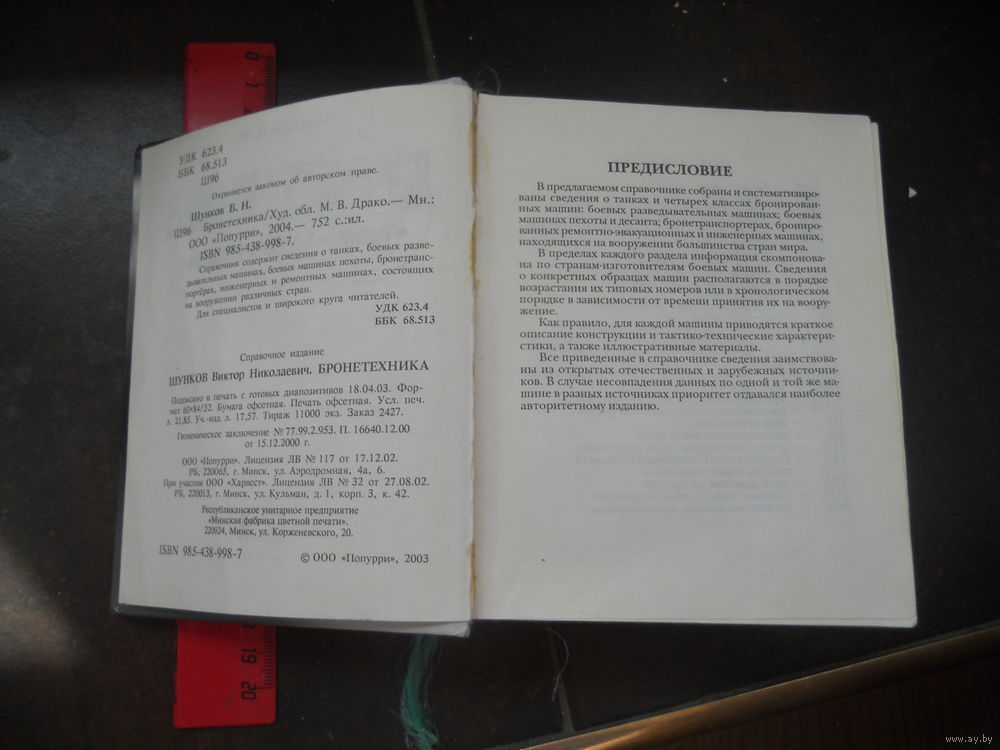 УДК 623.4
ББК 68.513
Ш96
Охраняется законом об авторском праве.
Шунков В. Н.
Ш96 Бронетехника/Худ. обл. М. В. Драко.— Мн.:
ООО «Попурри», 2004.— 752 с.:ил.
ISBN 985-438-998-7.
Справочник содержит сведения о танках, боевых разве-
дывательных машинах, боевых машинах пехоты, бронетранс-
портёрах, инженерных и ремонтных машинах, состоящих
на вооружении различных стран.
Для специалистов и широкого круга читателей.
УДК 623.4
ББК 68.513
Справочное издание
ШУНКОВ Виктор Николаевич. БРОНЕТЕХНИКА
Подписано в печать с готовых диапозитивов 18.04.03. Фор-
мат 60×84/32. Бумага офсетная. Печать офсетная. Усл. печ.
л. 21,85. Уч.-изд. л. 17,57. Тираж 11000 экз. Заказ 2427.
Гигиеническое заключение № 77.99.2.953. П. 16640.12.00
от 15.12.2000 г.
ООО «Попурри». Лицензия ЛВ № 117 от 17.12.02.
РБ, 220065, г. Минск, ул. Аэродромная, 4а, 6.
При участии ООО «Харвест». Лицензия ЛВ № 32 от 27.08.02.
РБ, 220013, г. Минск, ул. Кульман, д. 1, корп. 3, к. 42.
Республиканское унитарное предприятие
«Минская фабрика цветной печати».
220024, Минск, ул. Корженевского, 20.
ISBN 985-438-998-7
© ООО «Попурри», 2003
ПРЕДИСЛОВИЕ
В предлагаемом справочнике собраны и систематизиро-
ваны сведения о танках и четырех классах бронирован-
ных машин: боевых разведывательных машинах; боевых
машинах пехоты и десанта; бронетранспортерах, брониро-
ванных ремонтно-эвакуационных и инженерных машинах,
находящихся на вооружении большинства стран мира.
В пределах каждого раздела информация скомпонова-
на по странам-изготовителям боевых машин. Сведения
о конкретных образцах машин располагаются в порядке
возрастания их типовых номеров или в хронологическом
порядке в зависимости от времени принятия их на воору-
жение.
Как правило, для каждой машины приводятся краткое
описание конструкции и тактико-технические характери-
стики, а также иллюстративные материалы.
Все приведенные в справочнике сведения заимствова-
ны из открытых отечественных и зарубежных источни-
ков. В случае несовпадения данных по одной и той же ма-
шине в разных источниках приоритет отдавался наиболее
авторитетному изданию.
0
1
19
20
www.ay.by